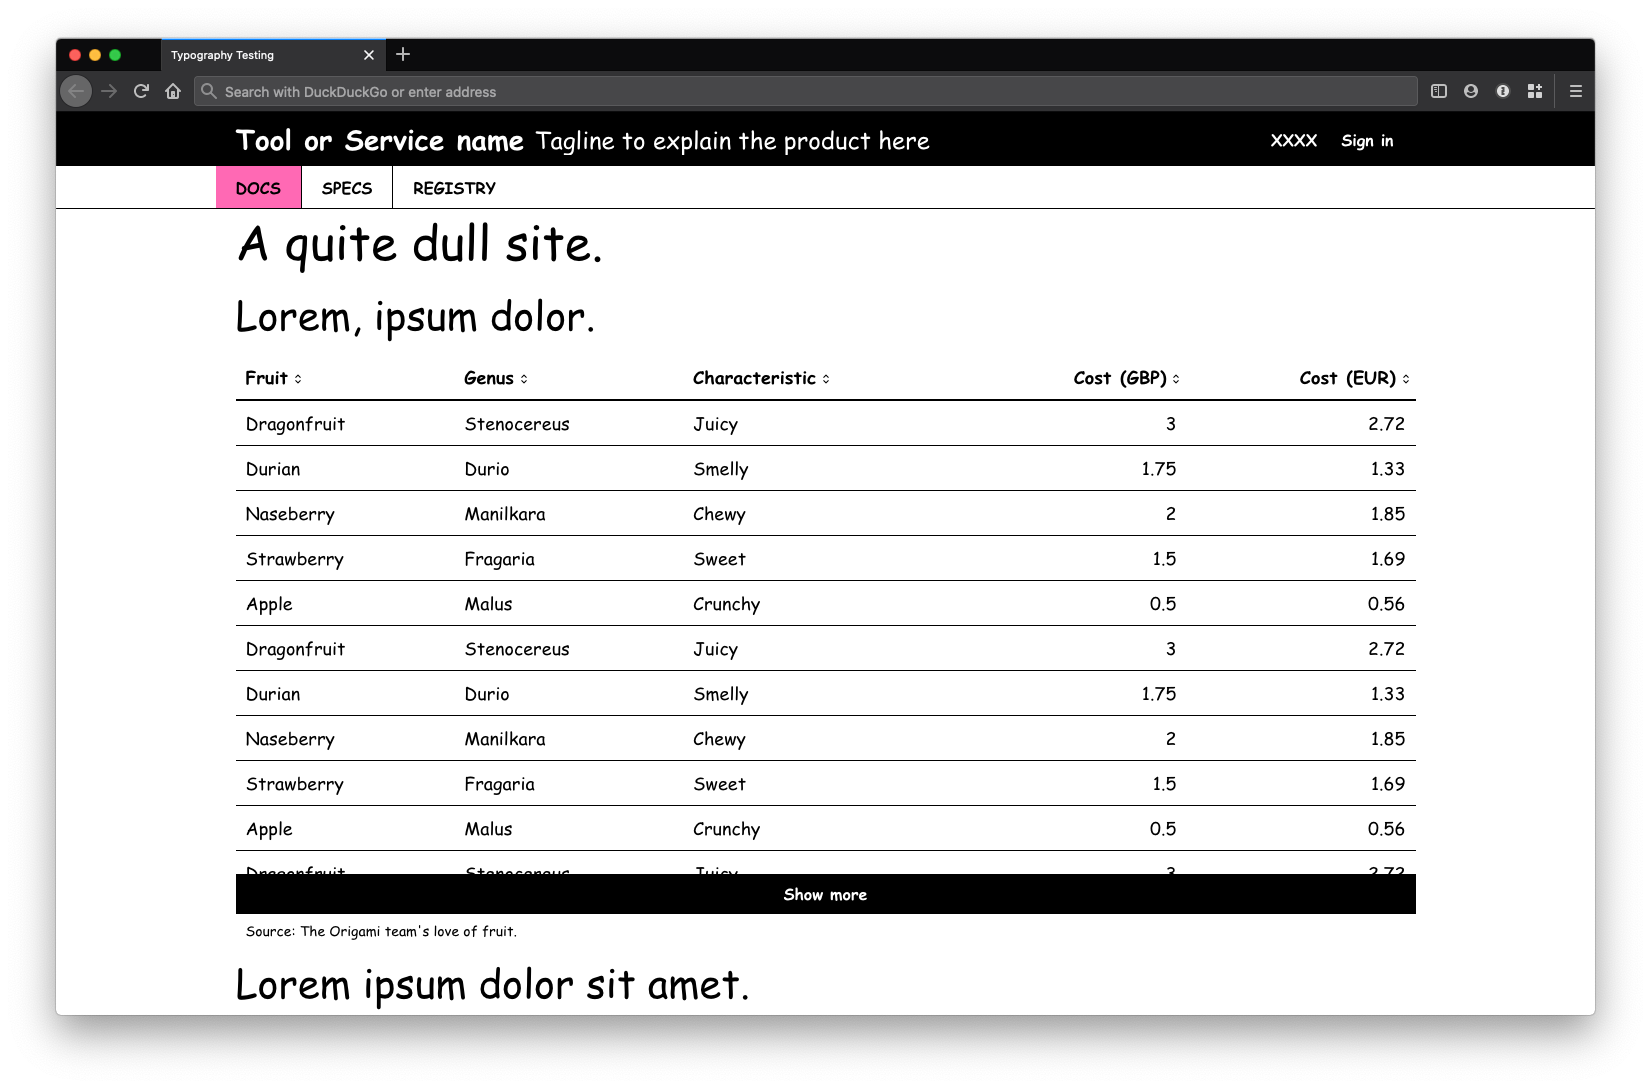 Typography Testing
Search with DuckDuckGo or enter address
Tool or Service name Tagline to explain the product here XXXX Sign in
DOCS SPECS REGISTRY
A quite dull site.
Lorem, ipsum dolor.
Fruit Genus Characteristic Cost (GBP) Cost (EUR)
Dragonfruit Stenocereus Juicy 3 2.72
Durian Durio Smelly 1.75 1.33
Naseberry Manilkara Chewy 2 1.85
Strawberry Fragaria Sweet 1.5 1.69
Apple Malus Crunchy 0.5 0.56
Dragonfruit Stenocereus Juicy 3 2.72
Durian Durio Smelly 1.75 1.33
Naseberry Manilkara Chewy 2 1.85
Strawberry Fragaria Sweet 1.5 1.69
Apple Malus Crunchy 0.5 0.56
Dragonfruit Stenocereus Juicy 3 2.72
Show more
Source: The Origami team's love of fruit.
Lorem ipsum dolor sit amet.